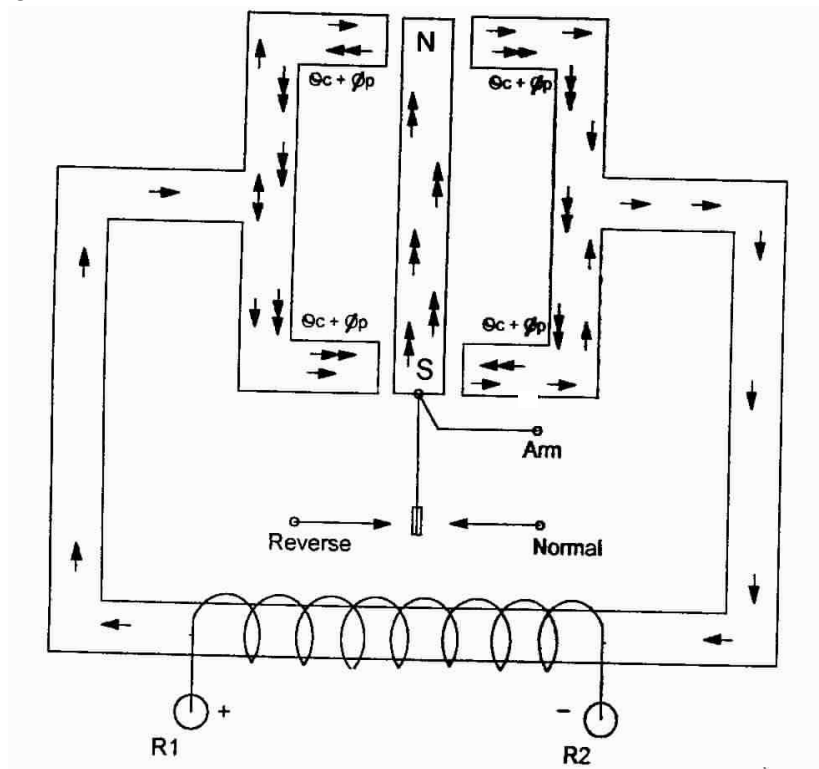 N
Θc + Øp
Θc + Øp
Θc + Øp
Θc + Øp
S
Arm
Reverse
Normal
+
−
R1
R2